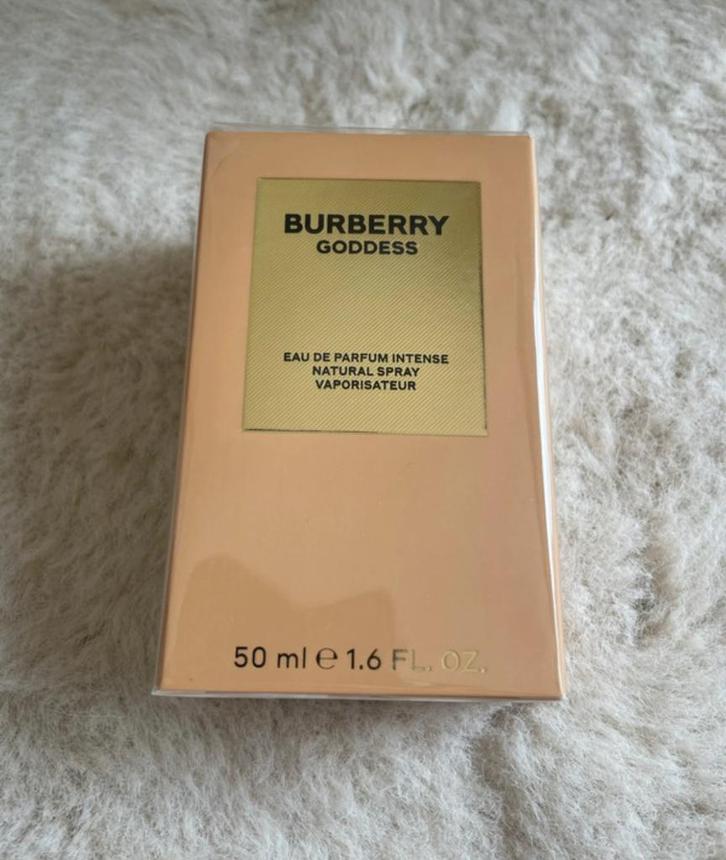 BURBERRY
GODDESS
EAU DE PARFUM INTENSE
NATURAL SPRAY
VAPORISATEUR
50 ml ℮ 1.6 FL. OZ.